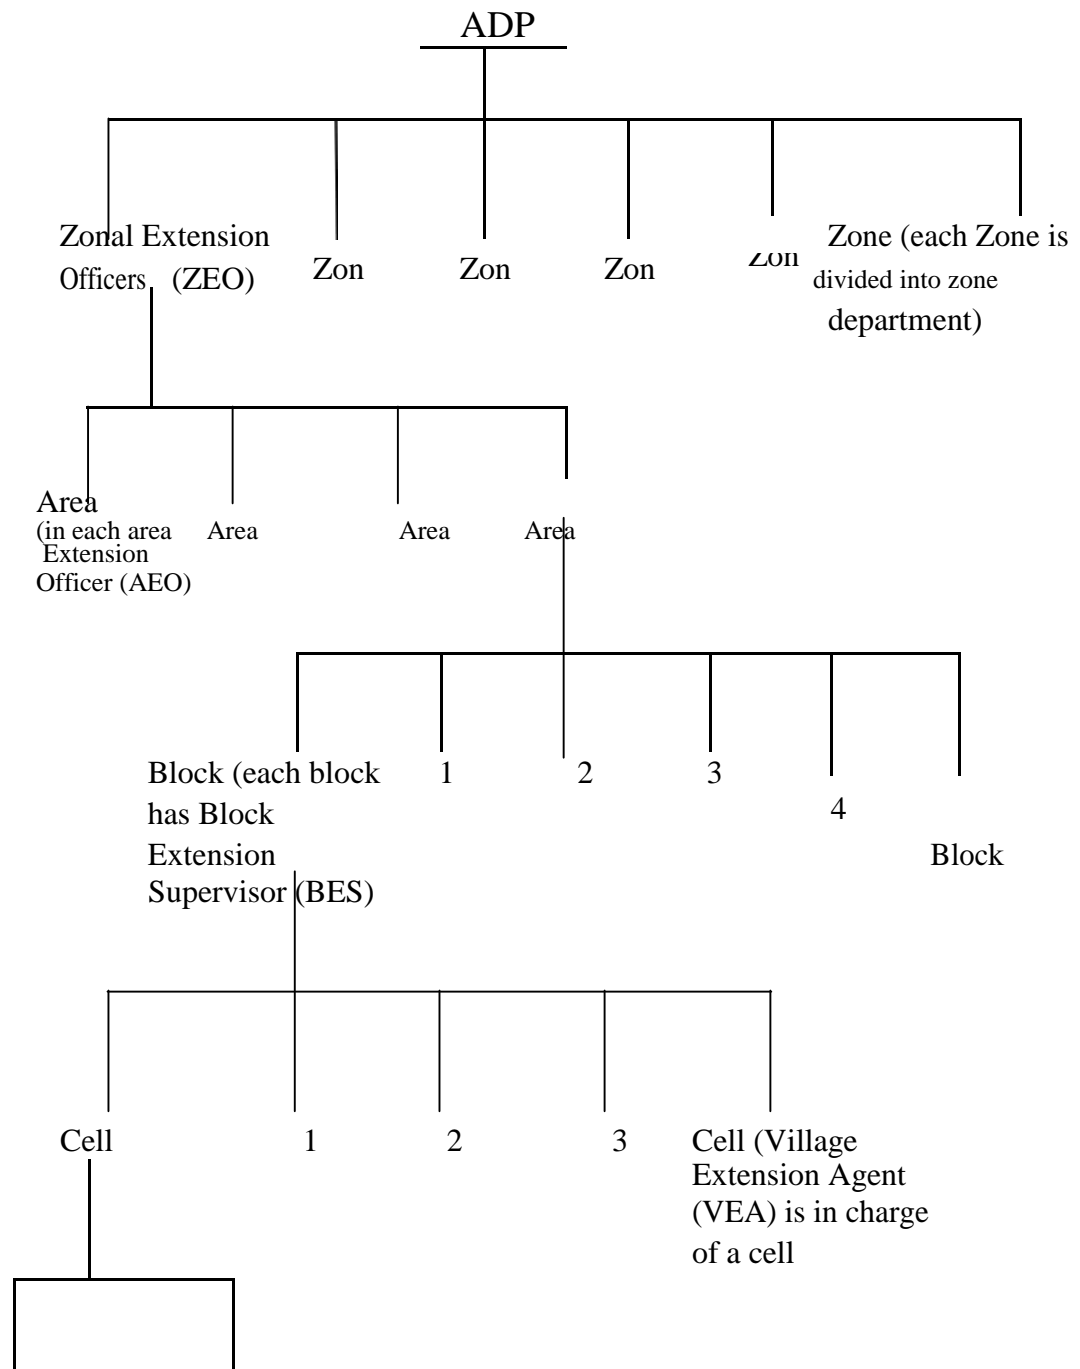 ADP
Zonal Extension
Officers (ZEO)
Zon
Zon
Zon
Zon
Zone (each Zone is
divided into zone
department)
Area
(in each area
Extension
Officer (AEO)
Area
Area
Area
Block (each block
has Block
Extension
Supervisor (BES)
1
2
3
4
Block
Cell
1
2
3
Cell (Village
Extension Agent
(VEA) is in charge
of a cell